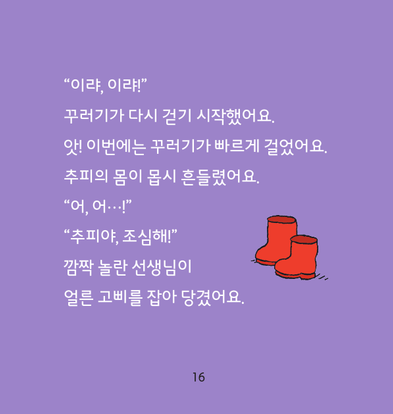 “이랴, 이랴!”
꾸러기가 다시 걷기 시작했어요.
앗! 이번에는 꾸러기가 빠르게 걸었어요.
추피의 몸이 몹시 흔들렸어요.
“어, 어…!”
“추피야, 조심해!”
깜짝 놀란 선생님이
얼른 고삐를 잡아 당겼어요.
16